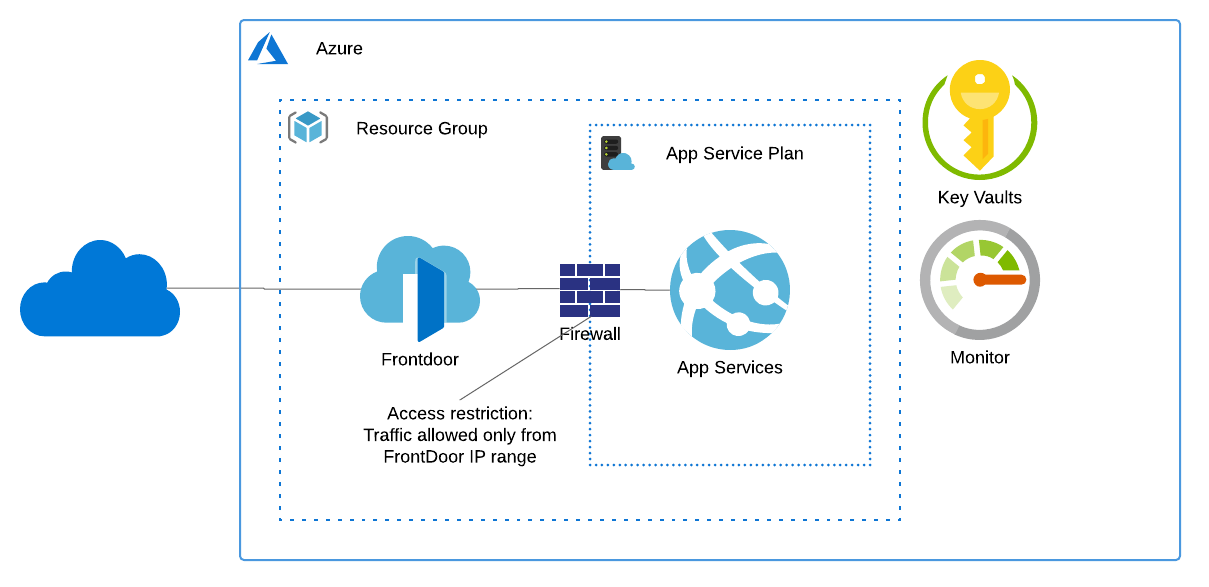 Azure
Resource Group
App Service Plan
Key Vaults
Frontdoor
Firewall
App Services
Monitor
Access restriction:
Traffic allowed only from
FrontDoor IP range